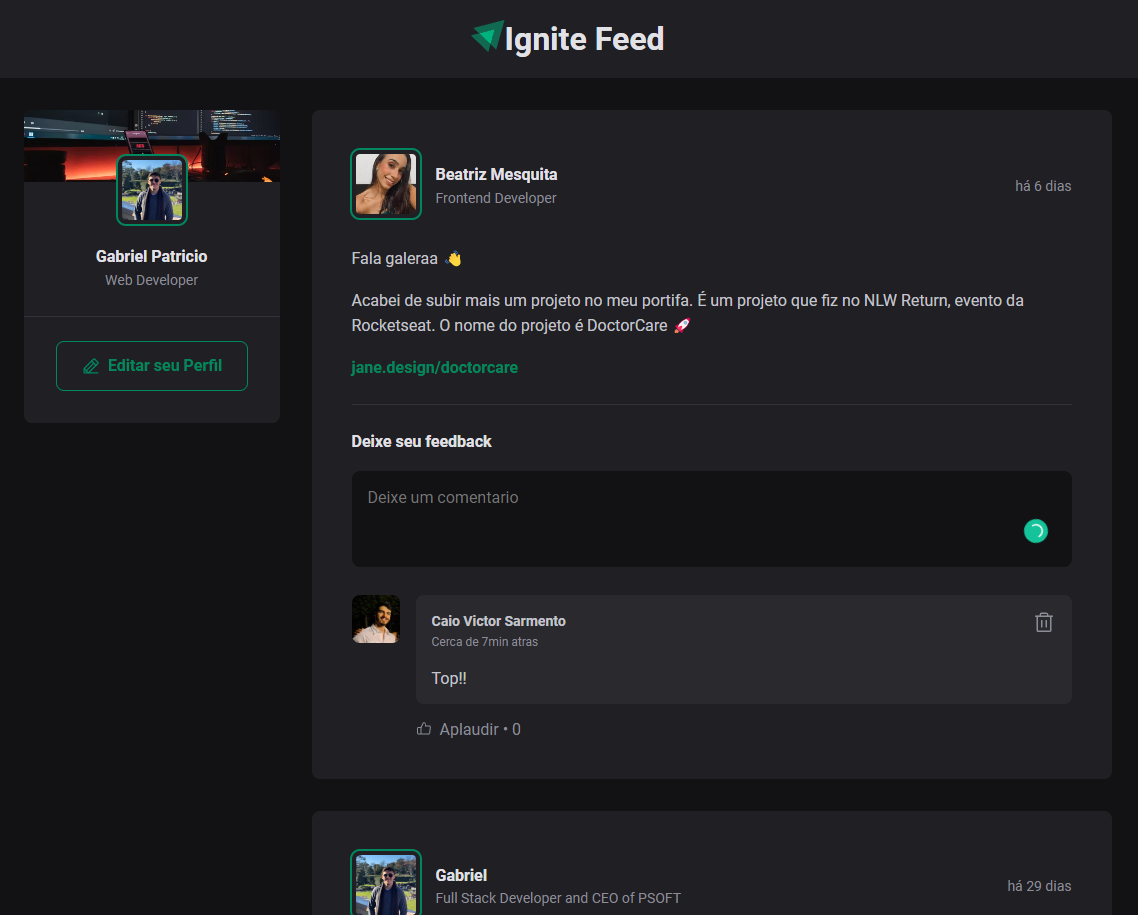 Ignite Feed
Gabriel Patricio
Web Developer
Editar seu Perfil
Beatriz Mesquita
Frontend Developer
há 6 dias
Fala galeraa 👋
Acabei de subir mais um projeto no meu portifa. É um projeto que fiz no NLW Return, evento da
Rocketseat. O nome do projeto é DoctorCare 🚀
jane.design/doctorcare
Deixe seu feedback
Deixe um comentario
Caio Victor Sarmento
Cerca de 7min atras
Top!!
Aplaudir • 0
Gabriel
Full Stack Developer and CEO of PSOFT
há 29 dias